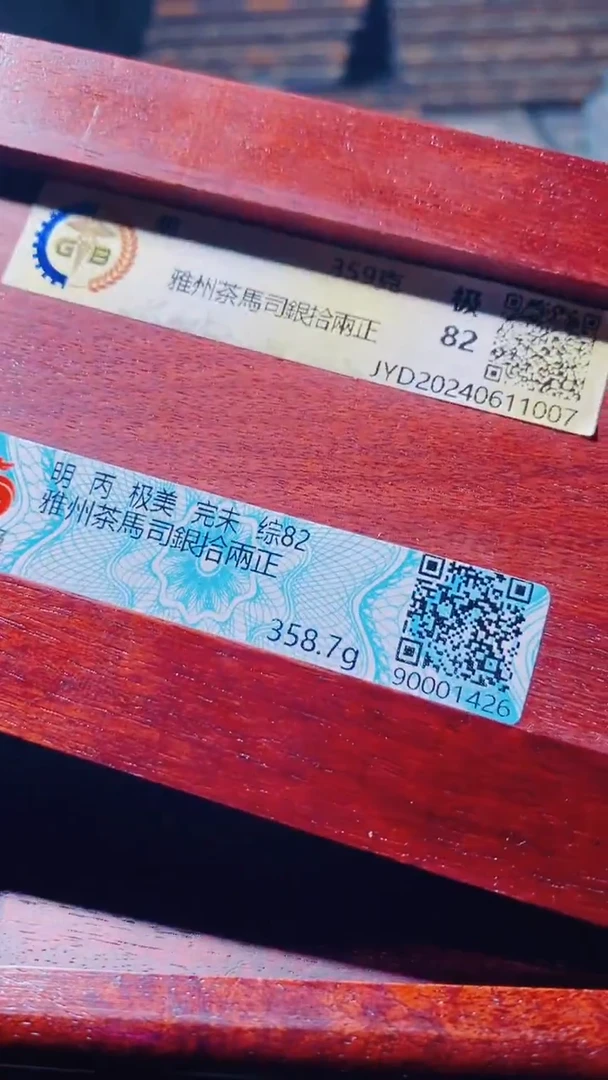 GB
359克
极
雅州茶馬司銀拾兩正
82
JYD20240611007
明 丙 极美 完未 综82
雅州茶馬司銀拾兩正
358.7g
90001426